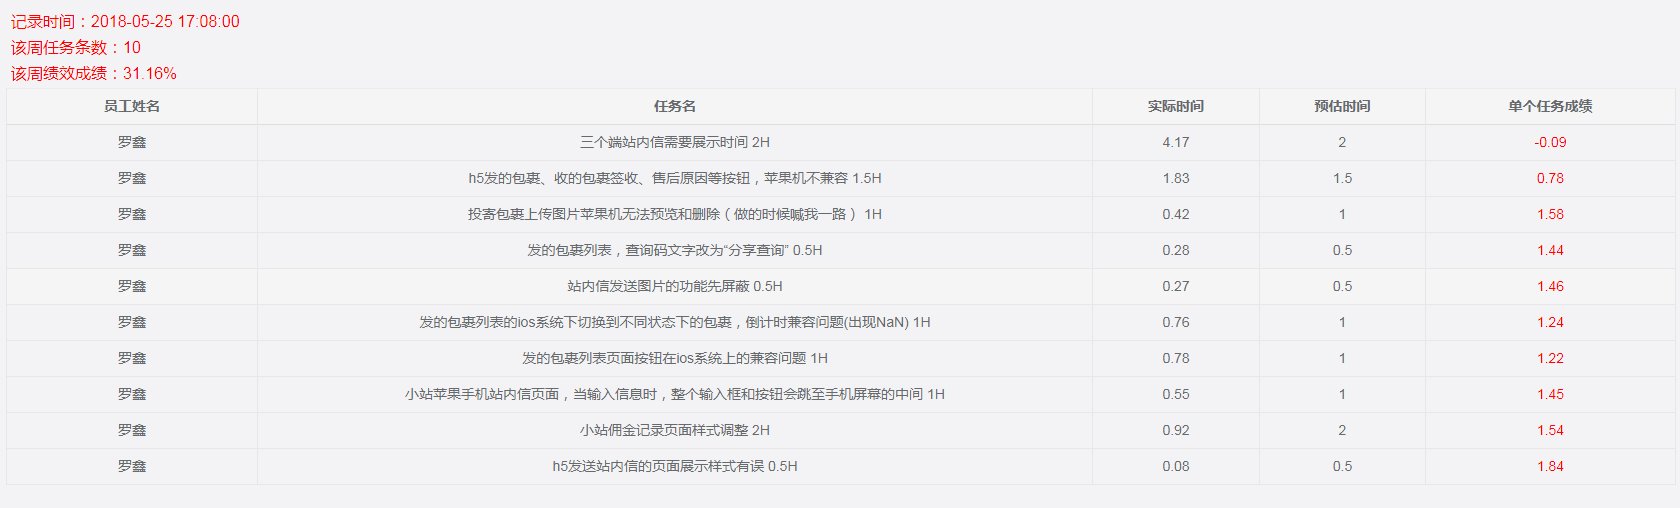 记录时间：2018-05-25 17:08:00
该周任务条数：10
该周绩效成绩：31.16%
员工姓名 任务名 实际时间 预估时间 单个任务成绩
罗鑫 三个端站内信需要展示时间 2H 4.17 2 -0.09
罗鑫 h5发的包裹、收的包裹签收、售后原因等按钮，苹果机不兼容 1.5H 1.83 1.5 0.78
罗鑫 投寄包裹上传图片苹果机无法预览和删除（做的时候喊我一路） 1H 0.42 1 1.58
罗鑫 发的包裹列表，查询码文字改为“分享查询” 0.5H 0.28 0.5 1.44
罗鑫 站内信发送图片的功能先屏蔽 0.5H 0.27 0.5 1.46
罗鑫 发的包裹列表的ios系统下切换到不同状态下的包裹，倒计时兼容问题(出现NaN) 1H 0.76 1 1.24
罗鑫 发的包裹列表页面按钮在ios系统上的兼容问题 1H 0.78 1 1.22
罗鑫 小站苹果手机站内信页面，当输入信息时，整个输入框和按钮会跳至手机屏幕的中间 1H 0.55 1 1.45
罗鑫 小站佣金记录页面样式调整 2H 0.92 2 1.54
罗鑫 h5发送站内信的页面展示样式有误 0.5H 0.08 0.5 1.84